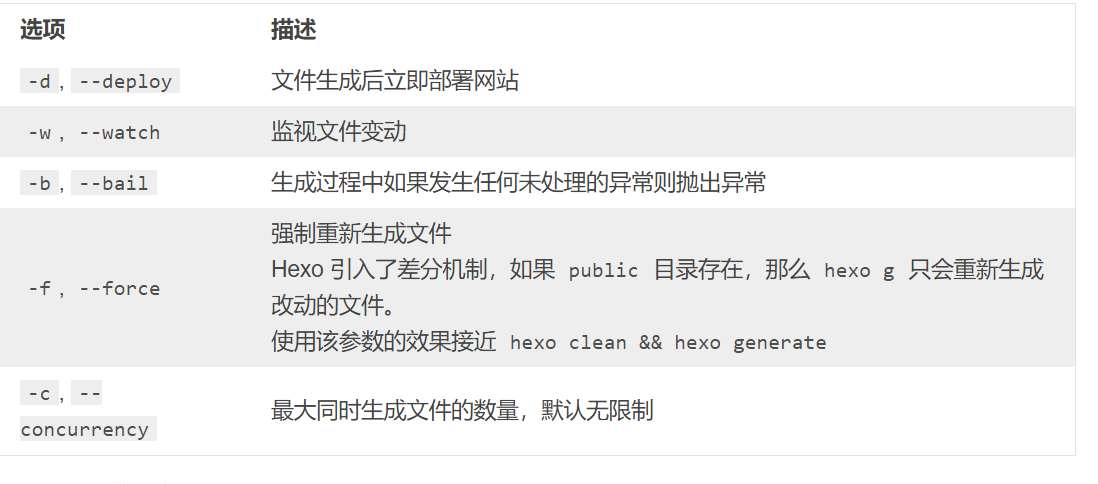 选项 描述
-d, --deploy 文件生成后立即部署网站
-w, --watch 监视文件变动
-b, --bail 生成过程中如果发生任何未处理的异常则抛出异常
强制重新生成文件
Hexo 引入了差分机制，如果 public 目录存在，那么 hexo g 只会重新生成
-f, --force
改动的文件。
使用该参数的效果接近 hexo clean && hexo generate
-c, --
concurrency
最大同时生成文件的数量，默认无限制